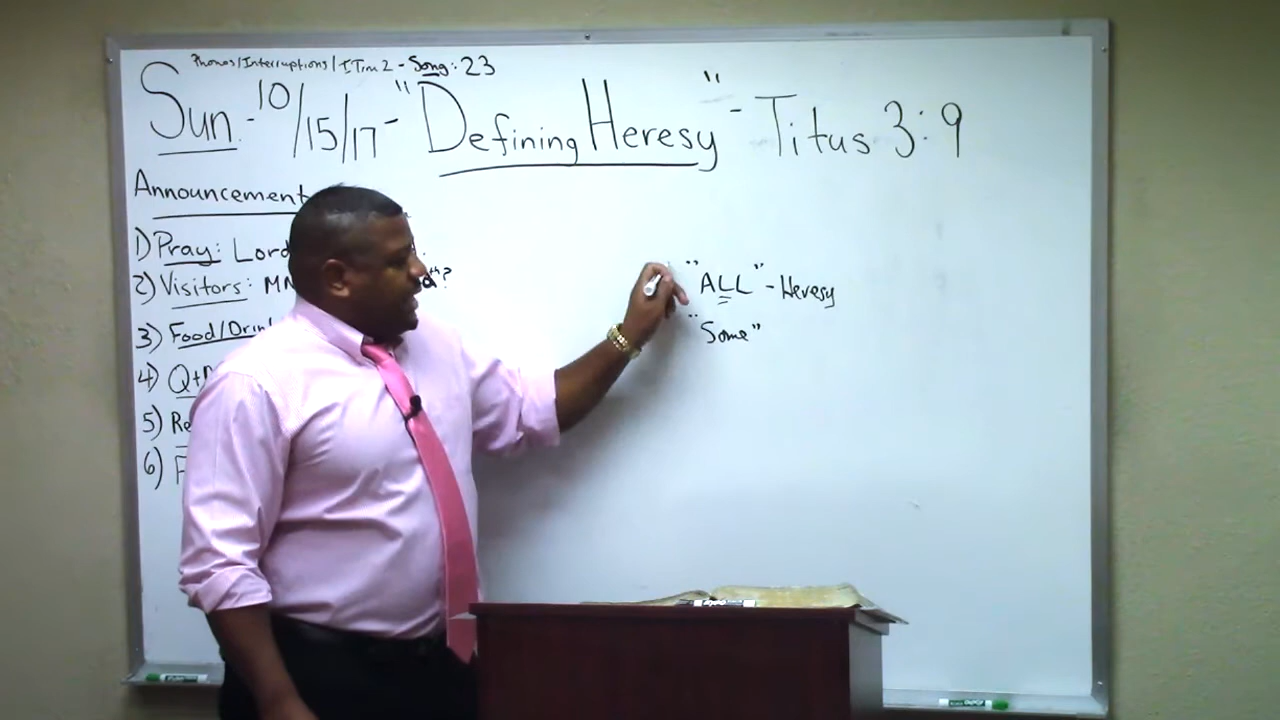 Phones/Interruptions/I Tim 2 - Song: 23
Sun. - 10/15/17 - "Defining Heresy" - Titus 3:9
Announcement
1) Pray: Lord
2) Visitors: MN
3) Food/Drin
4) Q+
5) Re
6) F
"ALL" - Heresy
"Some"
EXPO